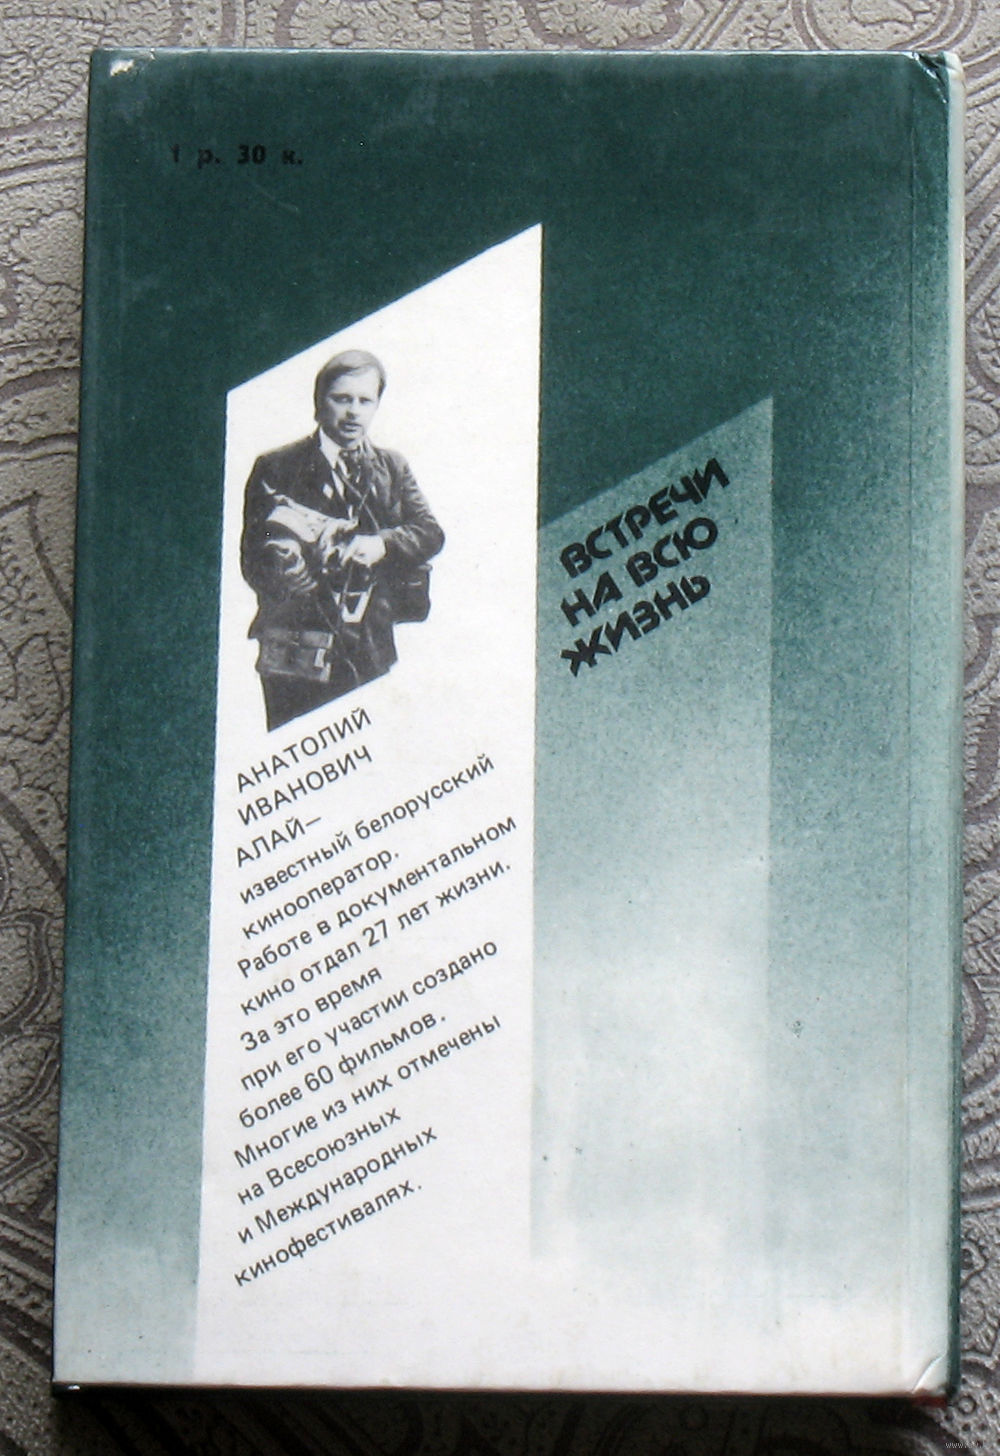 1 р. 30 к.
ВСТРЕЧИ
НА ВСЮ
ЖИЗНЬ
АНАТОЛИЙ
ИВАНОВИЧ
АЛАЙ—
известный белорусский
кинооператор.
Работе в документальном
кино отдал 27 лет жизни.
За это время
при его участии создано
более 60 фильмов.
Многие из них отмечены
на Всесоюзных
и Международных
кинофестивалях.